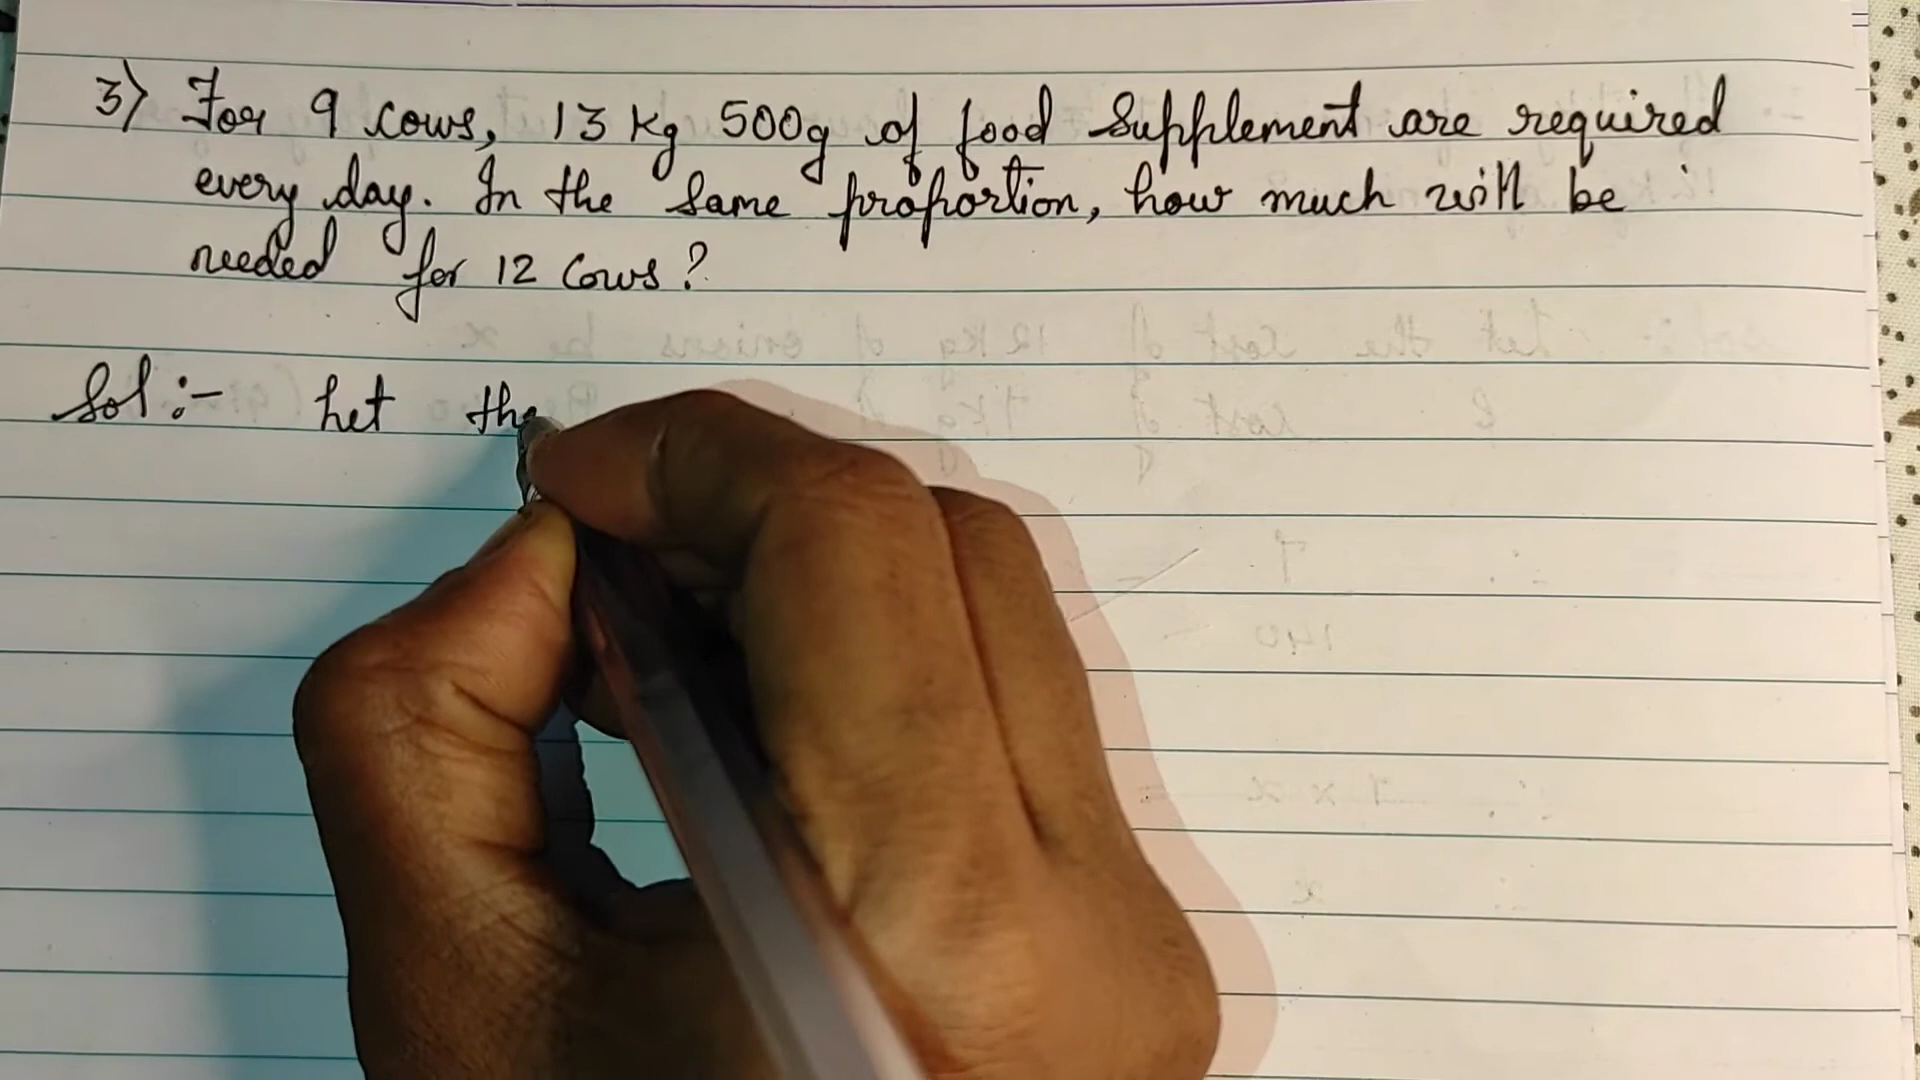 3) For 9 cows, 13 kg 500g of food Supplement are required
every day. In the same proportion, how much will be
needed for 12 Cows?
Sol :- Let the